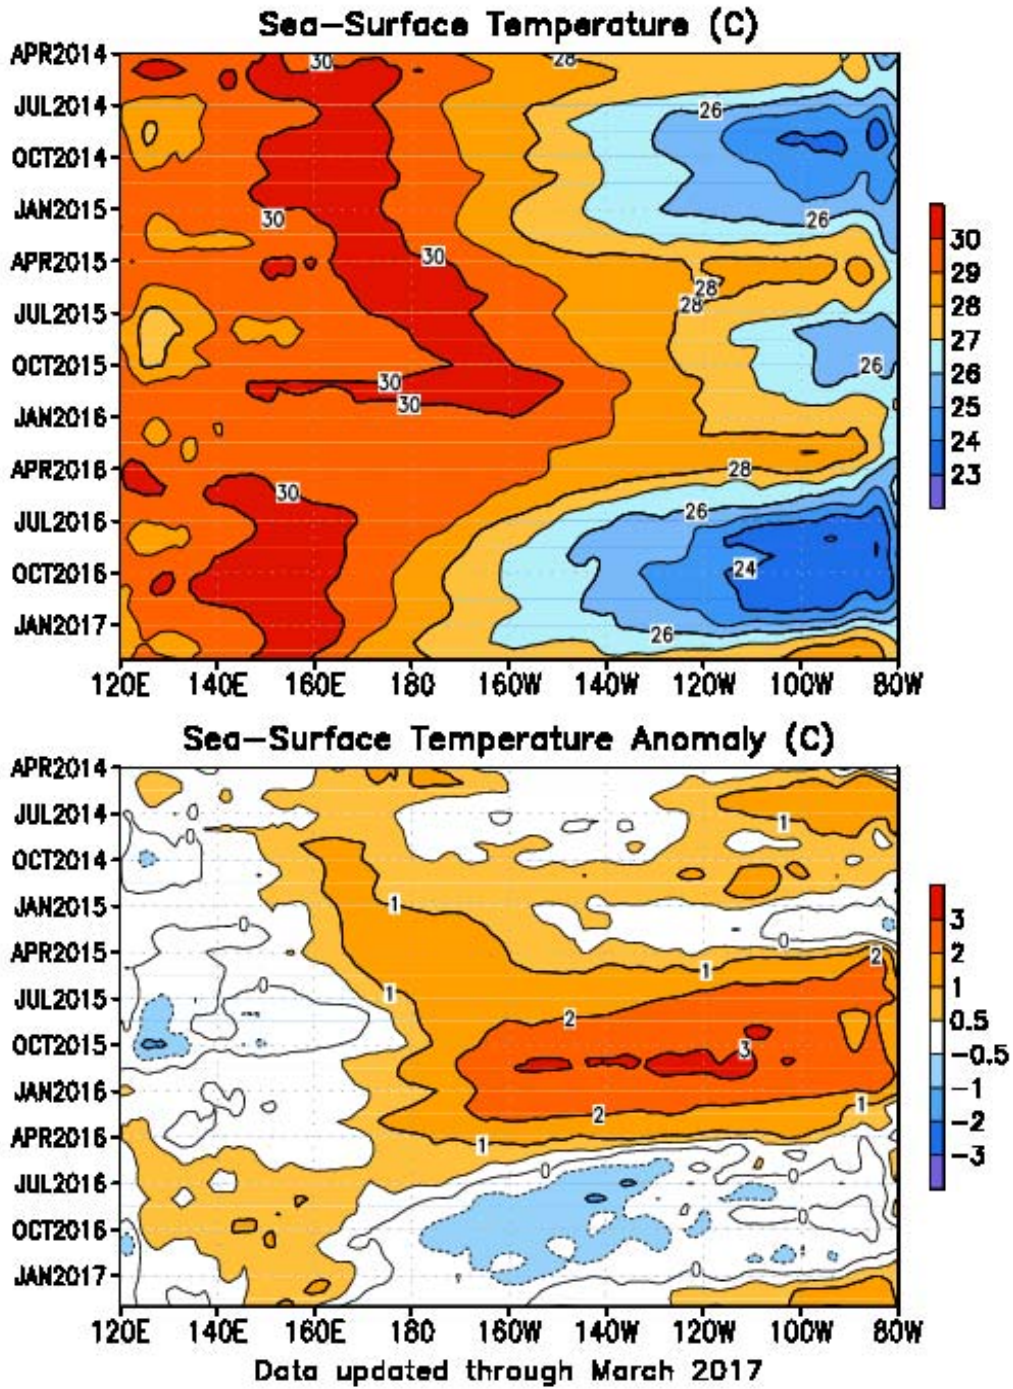 Sea-Surface Temperature (C)
APR2014
JUL2014
OCT2014
JAN2015
APR2015
JUL2015
OCT2015
JAN2016
APR2016
JUL2016
OCT2016
JAN2017
30
28
26
30
26
30
28
28
26
30
30
28
30
26
24
26
30
29
28
27
26
25
24
23
120E 140E 160E 180 160W 140W 120W 100W 80W
Sea-Surface Temperature Anomaly (C)
APR2014
JUL2014
OCT2014
JAN2015
APR2015
JUL2015
OCT2015
JAN2016
APR2016
JUL2016
OCT2016
JAN2017
0
1
0
1
0
0
2
1
0
1
2
3
2
1
1
0
0
0
0
3
2
1
0.5
-0.5
-1
-2
-3
120E 140E 160E 180 160W 140W 120W 100W 80W
Data updated through March 2017